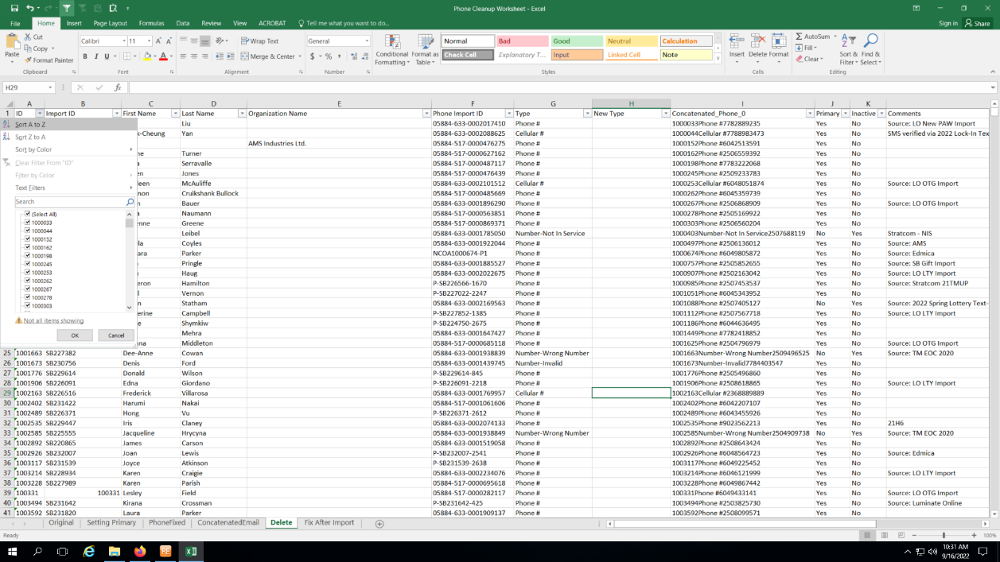 Phone Cleanup Worksheet - Excel
File Home Insert Page Layout Formulas Data Review View ACROBAT Tell me what you want to do... Sign in Share
Paste
Cut
Copy
Format Painter
Calibri 11
B I U
Wrap Text
Merge & Center
General
$ % ,
Conditional Formatting
Format as Table
Normal Bad Good Neutral Calculation
Check Cell Explanatory T... Input Linked Cell Note
Insert Delete Format
AutoSum
Fill
Clear
Sort & Filter
Find & Select
Clipboard Font Alignment Number Styles Cells Editing
H29 fx
A B C D E F G H I J K
1 ID Import ID First Name Last Name Organization Name Phone Import ID Type New Type Concatenated_Phone_0 Primary Inactive Comments
Sort A to Z
Sort Z to A
Sort by Color
Clear Filter From "ID"
Filter by Color
Text Filters
Search
(Select All)
1000033
1000044
1000152
1000162
1000198
1000245
1000253
1000262
1000267
1000278
1000303
Not all items showing
OK Cancel
Liu 05884-633-0002017410 Phone # 1000033Phone #7782889235 Yes No Source: LO New PAW Import
k-Cheung Yan 05884-633-0002088625 Cellular # 1000044Cellular #7788983473 Yes No SMS verified via 2022 Lock-In Tex
AMS Industries Ltd. 05884-517-0000476275 Phone # 1000152Phone #6042513591 Yes No
ne Turner 05884-517-0000627162 Phone # 1000162Phone #2506559392 Yes No
a Serravalle 05884-517-0000487117 Phone # 1000198Phone #7783222068 Yes No
en Jones 05884-517-0000476439 Phone # 1000245Phone #2509233783 Yes No
leen McAuliffe 05884-633-0002101512 Cellular # 1000253Cellular #6048051874 Yes No Source: LO OTG Import
non Cruikshank Bullock 05884-517-0000485669 Phone # 1000262Phone #6045359739 Yes No
n Bauer 05884-633-0001896290 Phone # 1000267Phone #2506868909 Yes No Source: LO OTG Import
a Naumann 05884-517-0000563851 Phone # 1000278Phone #2505169922 Yes No
enne Greene 05884-517-0000869371 Phone # 1000303Phone #2506560204 Yes No
Leibel 05884-633-0001785050 Number-Not In Service 1000403Number-Not In Service2507688119 No Yes Stratcom - NIS
la Coyles 05884-633-0001922044 Phone # 1000497Phone #2506136012 Yes No Source: AMS
ara Parker NCOA1000674-P1 Phone # 1000674Phone #6049805872 Yes No Source: Edmica
Pringle 05884-633-0001885527 Phone # 1000757Phone #2505852655 Yes No Source: SB Gift Import
a Haug 05884-633-0002022675 Phone # 1000907Phone #2502163042 Yes No Source: LO LTY Import
eron Hamilton P-SB226566-1670 Phone # 1000985Phone #2507453537 Yes No Source: Stratcom 21TMUP
l Vernon P-SB227022-2247 Phone # 1001051Phone #6045343952 Yes No
n Statham 05884-633-0002169563 Phone # 1001088Phone #2507405127 No Yes Source: 2022 Spring Lottery Text-
erine Campbell P-SB227852-1385 Phone # 1001112Phone #2507567718 Yes No Source: LO LTY Import
e Shymkiw P-SB224750-2675 Phone # 1001186Phone #6044636495 Yes No
Mehra 05884-633-0001647427 Phone # 1001449Phone #7782418852 Yes No
na Middleton 05884-517-0000685118 Phone # 1001625Phone #2504796979 Yes No Source: LO OTG Import
25 1001663 SB227382 Dee-Anne Cowan 05884-633-0001938839 Number-Wrong Number 1001663Number-Wrong Number2509496525 No Yes Source: TM EOC 2020
26 1001673 SB230756 Denis Ford 05884-633-0001439745 Number-Invalid 1001673Number-Invalid7784403547 Yes No
27 1001776 SB229614 Donald Wilson P-SB229614-845 Phone # 1001776Phone #2505496860 Yes No
28 1001906 SB226091 Edna Giordano P-SB226091-2218 Phone # 1001906Phone #2508618865 Yes No Source: LO LTY Import
29 1002163 SB226516 Frederick Villarosa 05884-633-0001769957 Cellular # 1002163Cellular #2368889889 Yes No
30 1002402 SB231422 Harumi Nakai 05884-517-0001061606 Phone # 1002402Phone #6042207107 Yes No
31 1002489 SB226371 Hong Vu P-SB226371-2612 Phone # 1002489Phone #6043455926 Yes No
32 1002535 SB229447 Iris Claney 05884-633-0002074133 Phone # 1002535Phone #9023562213 Yes No 21H6
33 1002585 SB225555 Jacqueline Hrycyna 05884-633-0001938849 Number-Wrong Number 1002585Number-Wrong Number2504909738 No Yes Source: TM EOC 2020
34 1002892 SB220865 James Carson 05884-633-0001519058 Phone # 1002892Phone #2508643424 Yes No
35 1002926 SB232007 Joan Lewis P-SB232007-2541 Phone # 1002926Phone #6048564723 Yes No Source: Edmica
36 1003117 SB231539 Joyce Atkinson P-SB231539-2638 Phone # 1003117Phone #6049225452 Yes No
37 1003214 SB228934 Karen Craigie 05884-633-0002234076 Phone # 1003214Phone #6046121999 Yes No Source: LO LTY Import
38 1003228 SB227989 Karen Parish 05884-517-0000695618 Phone # 1003228Phone #6049867442 Yes No
39 100331 100331 Lesley Field 05884-517-0000282117 Phone # 100331Phone #6049433141 Yes No Source: LO OTG Import
40 1003494 SB231642 Kirana Crossman P-SB231642-425 Phone # 1003494Phone #2503825730 Yes No Source: Luminate Online
41 1003592 SB231820 Laura Parker 05884-633-0001909137 Phone # 1003592Phone #2508099571 Yes No
Original Setting Primary PhoneFixed ConcatenatedEmail Delete Fix After Import
Ready 100%
RE
10:31 AM
9/16/2022